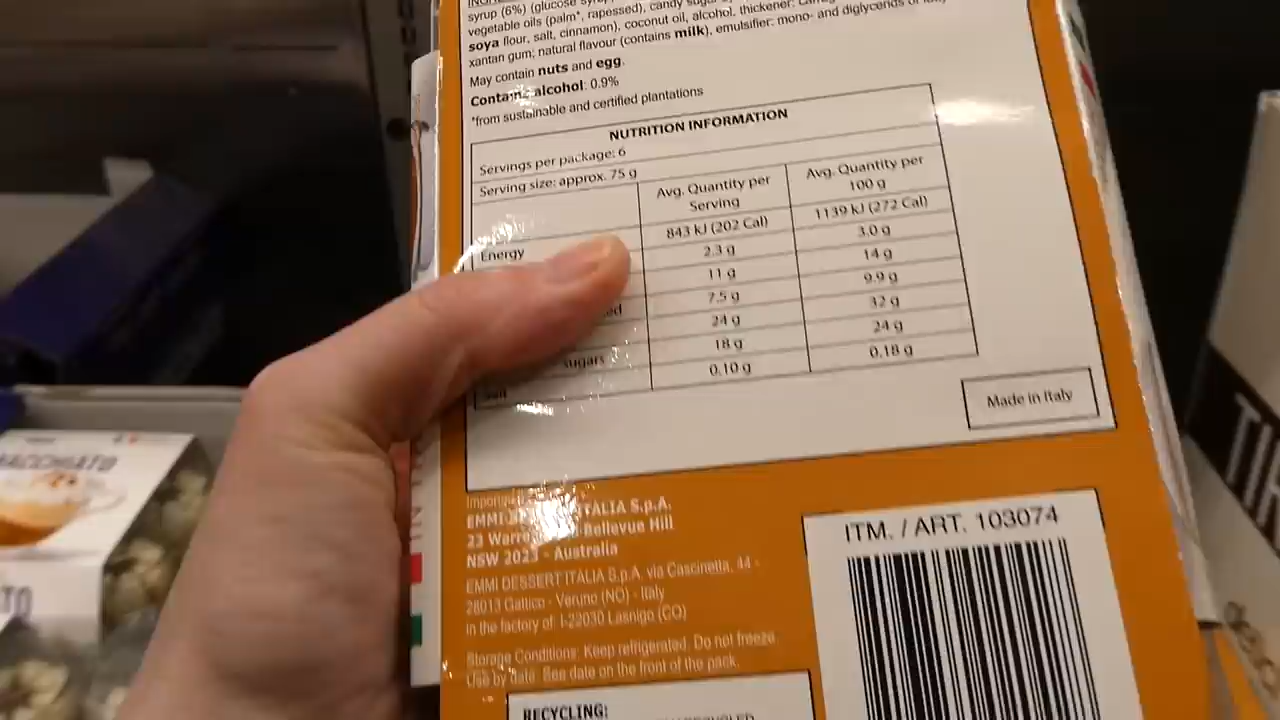 syrup (6%) (glucose
vegetable oils (palm*, rapessed), candy
soya flour, salt, cinnamon), coconut oil, alcohol, thickener:
xantan gum; natural flavour (contains milk), emulsifier: mono- and diglycerids
May contain nuts and egg.
Contains alcohol: 0.9%
*from sustainable and certified plantations
NUTRITION INFORMATION
Servings per package: 6
Serving size: approx. 75 g
Avg. Quantity per Serving
Avg. Quantity per 100 g
Energy 843 kJ (202 Cal) 1139 kJ (272 Cal)
2.3 g 3.0 g
11 g 14 g
ed 7.5 g 9.9 g
24 g 32 g
sugars 18 g 24 g
0.10 g 0.18 g
Made in Italy
EMMI ITALIA S.p.A.
23 Bellevue Hill
NSW 2023 - Australia
EMMI DESSERT ITALIA S.p.A. via Cascinetta, 44 -
28013 Gattico - Veruno (NO) - Italy
in the factory of: I-22030 Lasnigo (CO)
Storage Conditions: Keep refrigerated. Do not freeze.
Use by date: See date on the front of the pack.
RECYCLING:
ITM. / ART. 103074